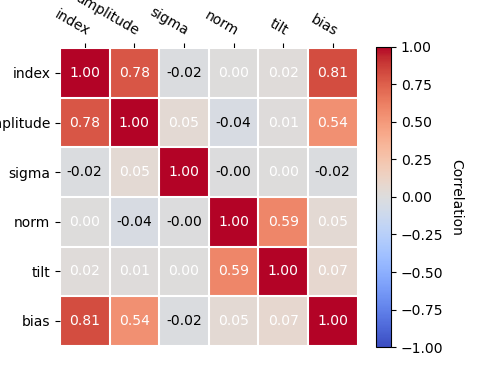 index amplitude sigma norm tilt bias
index 1.00 0.78 -0.02 0.00 0.02 0.81
plitude 0.78 1.00 0.05 -0.04 0.01 0.54
sigma -0.02 0.05 1.00 -0.00 0.00 -0.02
norm 0.00 -0.04 -0.00 1.00 0.59 0.05
tilt 0.02 0.01 0.00 0.59 1.00 0.07
bias 0.81 0.54 -0.02 0.05 0.07 1.00
1.00
0.75
0.50
0.25
0.00
−0.25
−0.50
−0.75
−1.00
Correlation